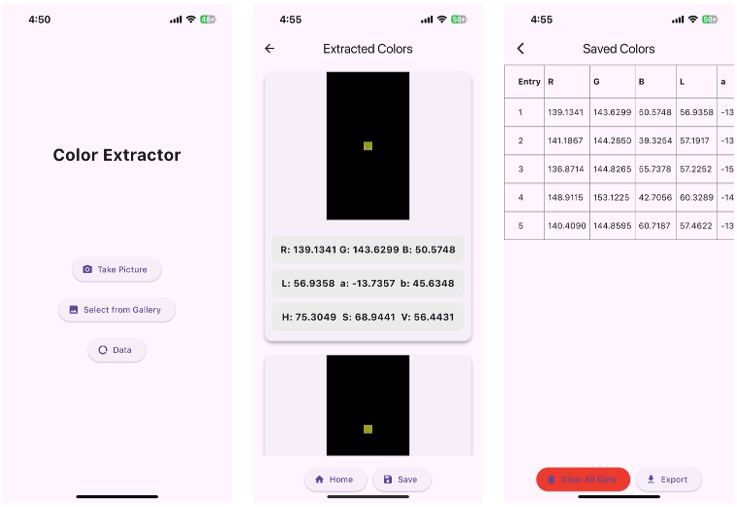 4:50
48
Color Extractor
Take Picture
Select from Gallery
Data
4:55
50
Extracted Colors
R: 139.1341 G: 143.6299 B: 50.5748
L: 56.9358 a: -13.7357 b: 45.6348
H: 75.3049 S: 68.9441 V: 56.4431
Home
Save
4:55
50
Saved Colors
Entry R G B L a
1 139.1341 143.6299 50.5748 56.9358 -13
2 141.1867 144.2850 39.3254 57.1917 -13
3 136.8714 144.8265 55.7378 57.2252 -15
4 148.9115 153.1225 42.7056 60.3289 -14
5 140.4090 144.8595 60.7187 57.4622 -13
Clear All Data
Export